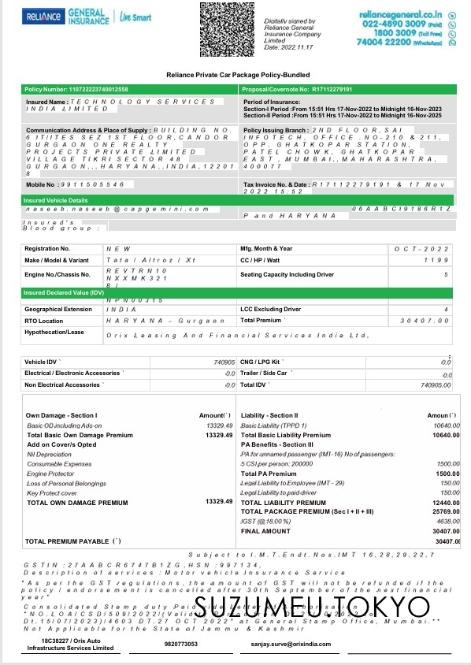 RELIANCE GENERAL INSURANCE Live Smart
Digitally signed by
Reliance General
Insurance Company
Limited
Date: 2022.11.17
reliancegeneral.co.in
022-4890 3009 (Paid)
1800 3009 (Toll Free)
74004 22200 (WhatsApp)
Reliance Private Car Package Policy-Bundled
Policy Number: 110722223740012558 Proposal/Covernote No: R17112279191
Insured Name: TECHNOLOGY SERVICES INDIA LIMITED
Period of Insurance:
Section-I Period :From 15:51 Hrs 17-Nov-2022 to Midnight 16-Nov-2023
Section-II Period :From 15:51 Hrs 17-Nov-2022 to Midnight 16-Nov-2025
Communication Address & Place of Supply : BUILDING NO.
6 ITIITES SEZ 1ST FLOOR,CANDOR
GURGAON ONE REALTY
PROJECTS PRIVATE LIMITED
VILLAGE TIKRI SECTOR 48
GURGAON,,,HARYANA,INDIA,12201
8
Policy Issuing Branch : 2ND FLOOR,SAI
INFOTECH, OFFICE .NO-210 & 211,
OPP, GHATKOPAR STATION,
PATEL CHOWK, GHATKOPAR
EAST, MUMBAI,MAHARASHTRA,
400077
Mobile No : 9911505546
Tax Invoice No. & Date : R17112279191 & 17 Nov
2022 15:52
Insured Vehicle Details
naseeb.naseeb@capgemini.com
06AABCI9186R1Z
P and HARYANA
Insured's
Blood group :
Registration No. NEW Mfg. Month & Year OCT-2022
Make / Model & Variant Tata / Altroz / Xt CC / HP / Watt 1199
Engine No./Chassis No. REVTRN10
NXXMK321
Seating Capacity Including Driver 5
Insured Declared Value (IDV)
Geographical Extension INDIA LCC Excluding Driver 4
RTO Location HARYANA - Gurgaon Total Premium 30407.00
Hypothecation/Lease Orix Leasing And Financial Services India Ltd,
Vehicle IDV ` 740905 CNG/LPG Kit ` 0.0
Electrical / Electronic Accessories ` -0.0 Trailer / Side Car ` -0.0
Non Electrical Accessories ` -0.0 Total IDV ` 740905.00
Own Damage - Section I Amount(`) Liability - Section II Amoun (`)
Basic OD including Ads-on 13329.49 Basic Liability (TPPD 1) 10640.00
Total Basic Own Damage Premium 13329.49 Total Basic Liability Premium 10640.00
Add on Cover/s Opted PA Benefits - Section III
Nil Depreciation PA for unnamed passenger (IMT-16) No of pamengers:
Consumable Expenses 5 CSI per person; 200000 1500.00
Engine Protector Total PA Premium 1500.00
Loss of Personal Belongings Legal Liability to Employee (IMT - 29) 150.00
Key Protect cover Legal Liability to paid driver 150.00
TOTAL OWN DAMAGE PREMIUM 13329.49 TOTAL LIABILITY PREMIUM 12440.00
TOTAL PACKAGE PREMIUM (Sec I + II + III) 25769.00
IGST (@ 18.00 %) 4638.00
FINAL AMOUNT 30407.00
TOTAL PREMIUM PAYABLE (`) 30407.00
Subject to I.M.T.Endt.Nos.IMT 16,28,29,22,7
GSTIN :27AABCR6747B1ZG,HSN :997134,
Description of services : Motor vehicle Insurance Service
"As per the GST regulations, the amount of GST will not be refunded if the
policy / endorsement is cancelled after 30th September of the next financial
year"
Consolidated Stamp duty Paid
Dt.15/07/2022)/4603 DT.27 OCT 2022" at General Stamp Office, Mumbai."
Not Applicable for the State of Jammu & Kashmir
SUZUMEU.TOKYO
18C38227 / Orix Auto
Infrastructure Services Limited
9820773053
sanjay.surve@orixindia.com